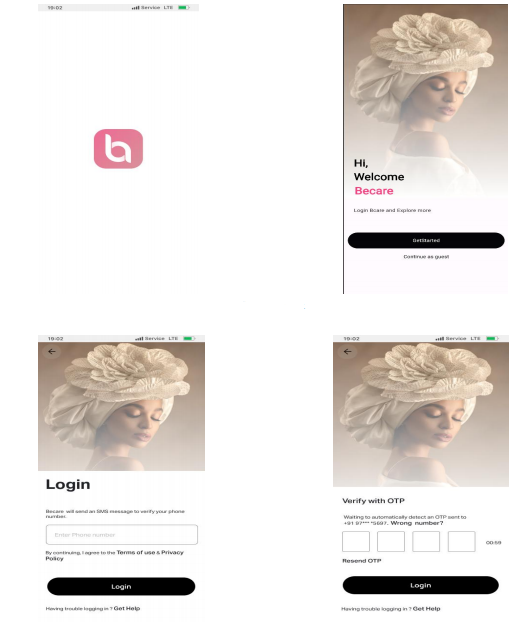 19:02 Service LTE
b
Hi,
Welcome
Becare
Login Bcare and Explore more
GetStarted
Continue as guest
19:02 Service LTE
Login
Becare will send an SMS message to verify your phone
number.
Enter Phone number
By continuing, I agree to the Terms of use & Privacy
Policy
Login
Having trouble logging in ? Get Help
19:02 Service LTE
Verify with OTP
Waiting to automatically detect an OTP sent to
+91 97*** *5687. Wrong number?
00:59
Resend OTP
Login
Having trouble logging in ? Get Help